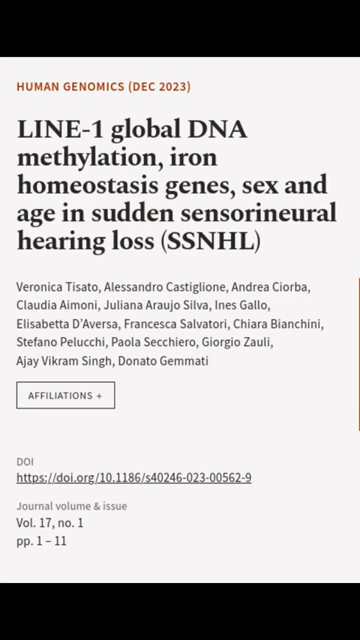 HUMAN GENOMICS (DEC 2023)
LINE-1 global DNA
methylation, iron
homeostasis genes, sex and
age in sudden sensorineural
hearing loss (SSNHL)
Veronica Tisato, Alessandro Castiglione, Andrea Ciorba,
Claudia Aimoni, Juliana Araujo Silva, Ines Gallo,
Elisabetta D'Aversa, Francesca Salvatori, Chiara Bianchini,
Stefano Pelucchi, Paola Secchiero, Giorgio Zauli,
Ajay Vikram Singh, Donato Gemmati
AFFILIATIONS +
DOI
https://doi.org/10.1186/s40246-023-00562-9
Journal volume & issue
Vol. 17, no. 1
pp. 1 – 11